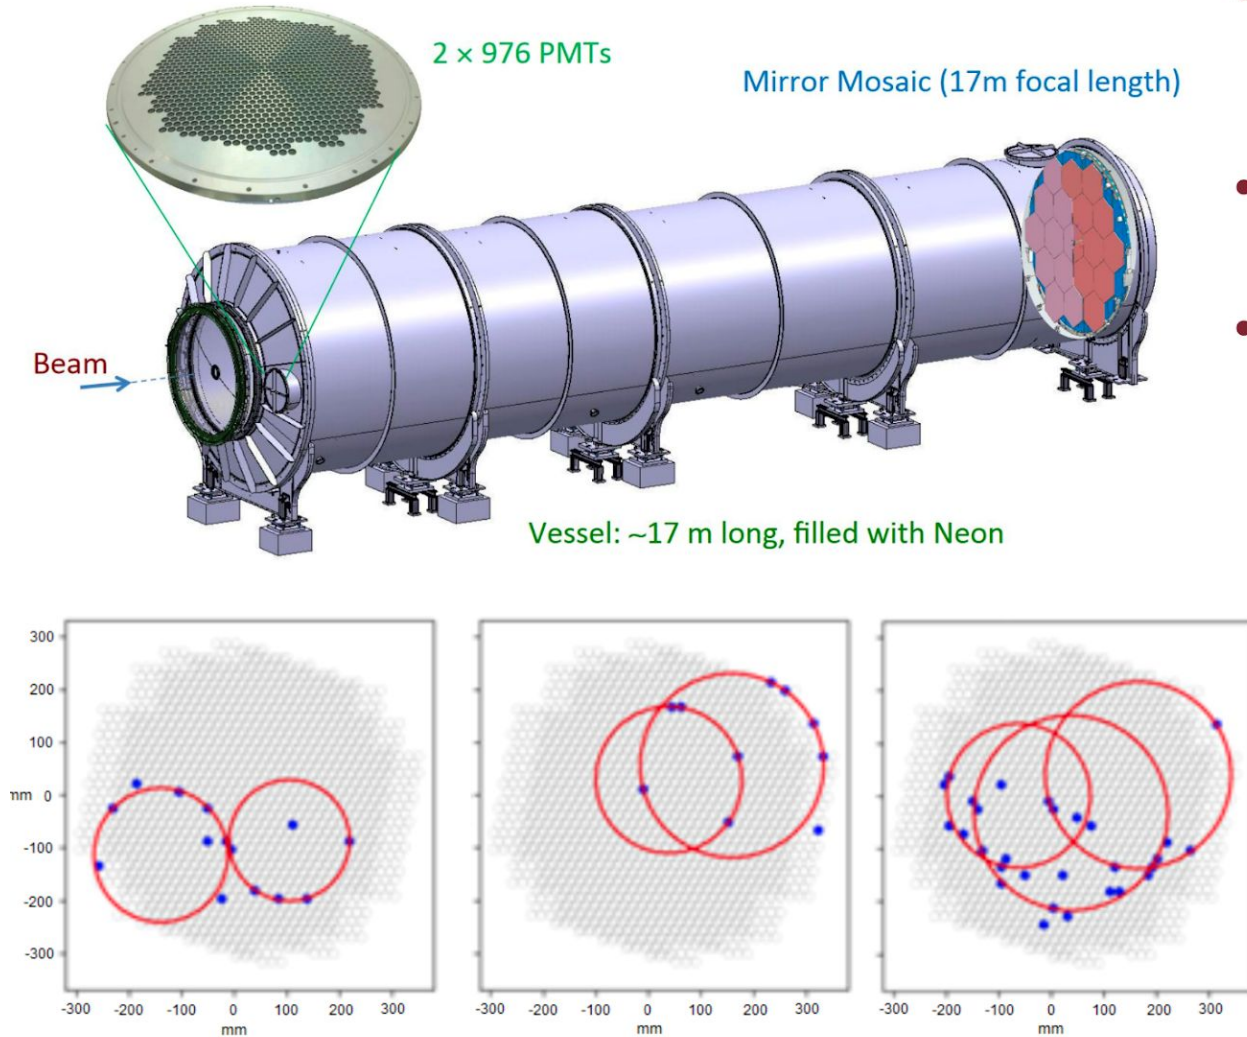 2 × 976 PMTs
Mirror Mosaic (17m focal length)
Beam
Vessel: ~17 m long, filled with Neon
300
200
100
mm 0
-100
-200
-300
-300 -200 -100 0 100 200 300
mm
-300 -200 -100 0 100 200 300
mm
-300 -200 -100 0 100 200 300
mm